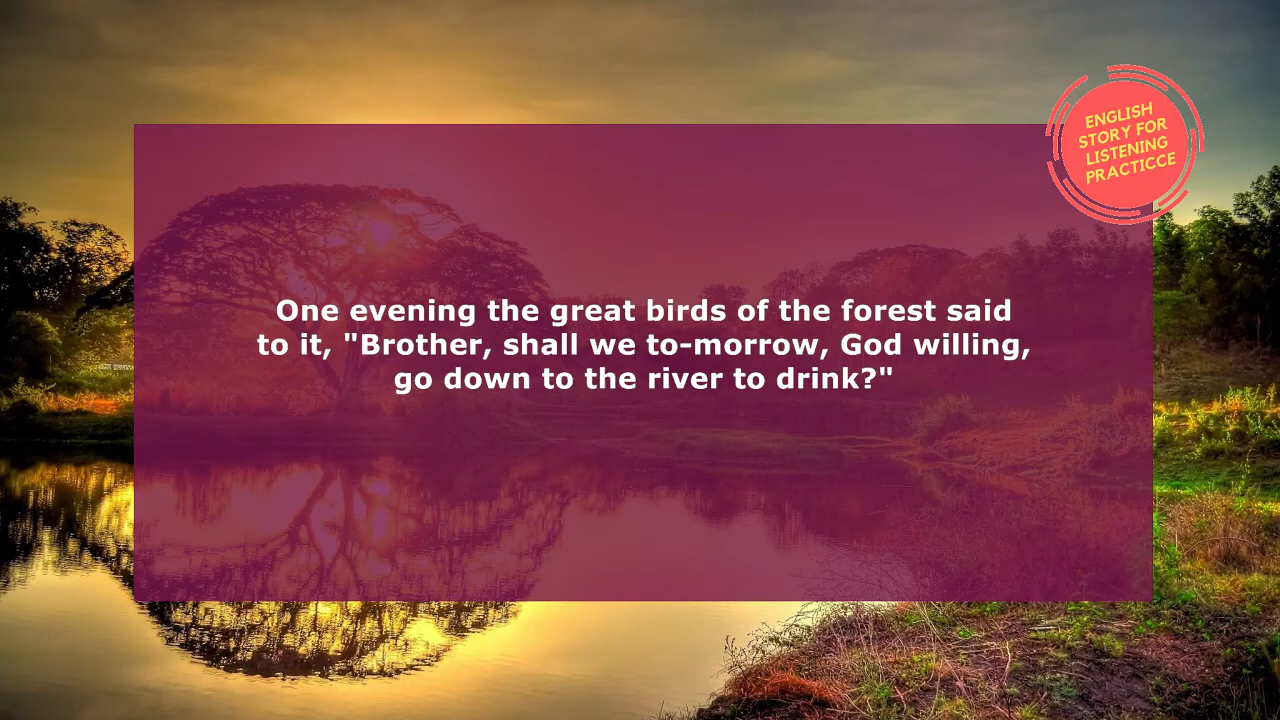 ENGLISH
STORY FOR
LISTENING
PRACTICCE
One evening the great birds of the forest said
to it, "Brother, shall we to-morrow, God willing,
go down to the river to drink?"